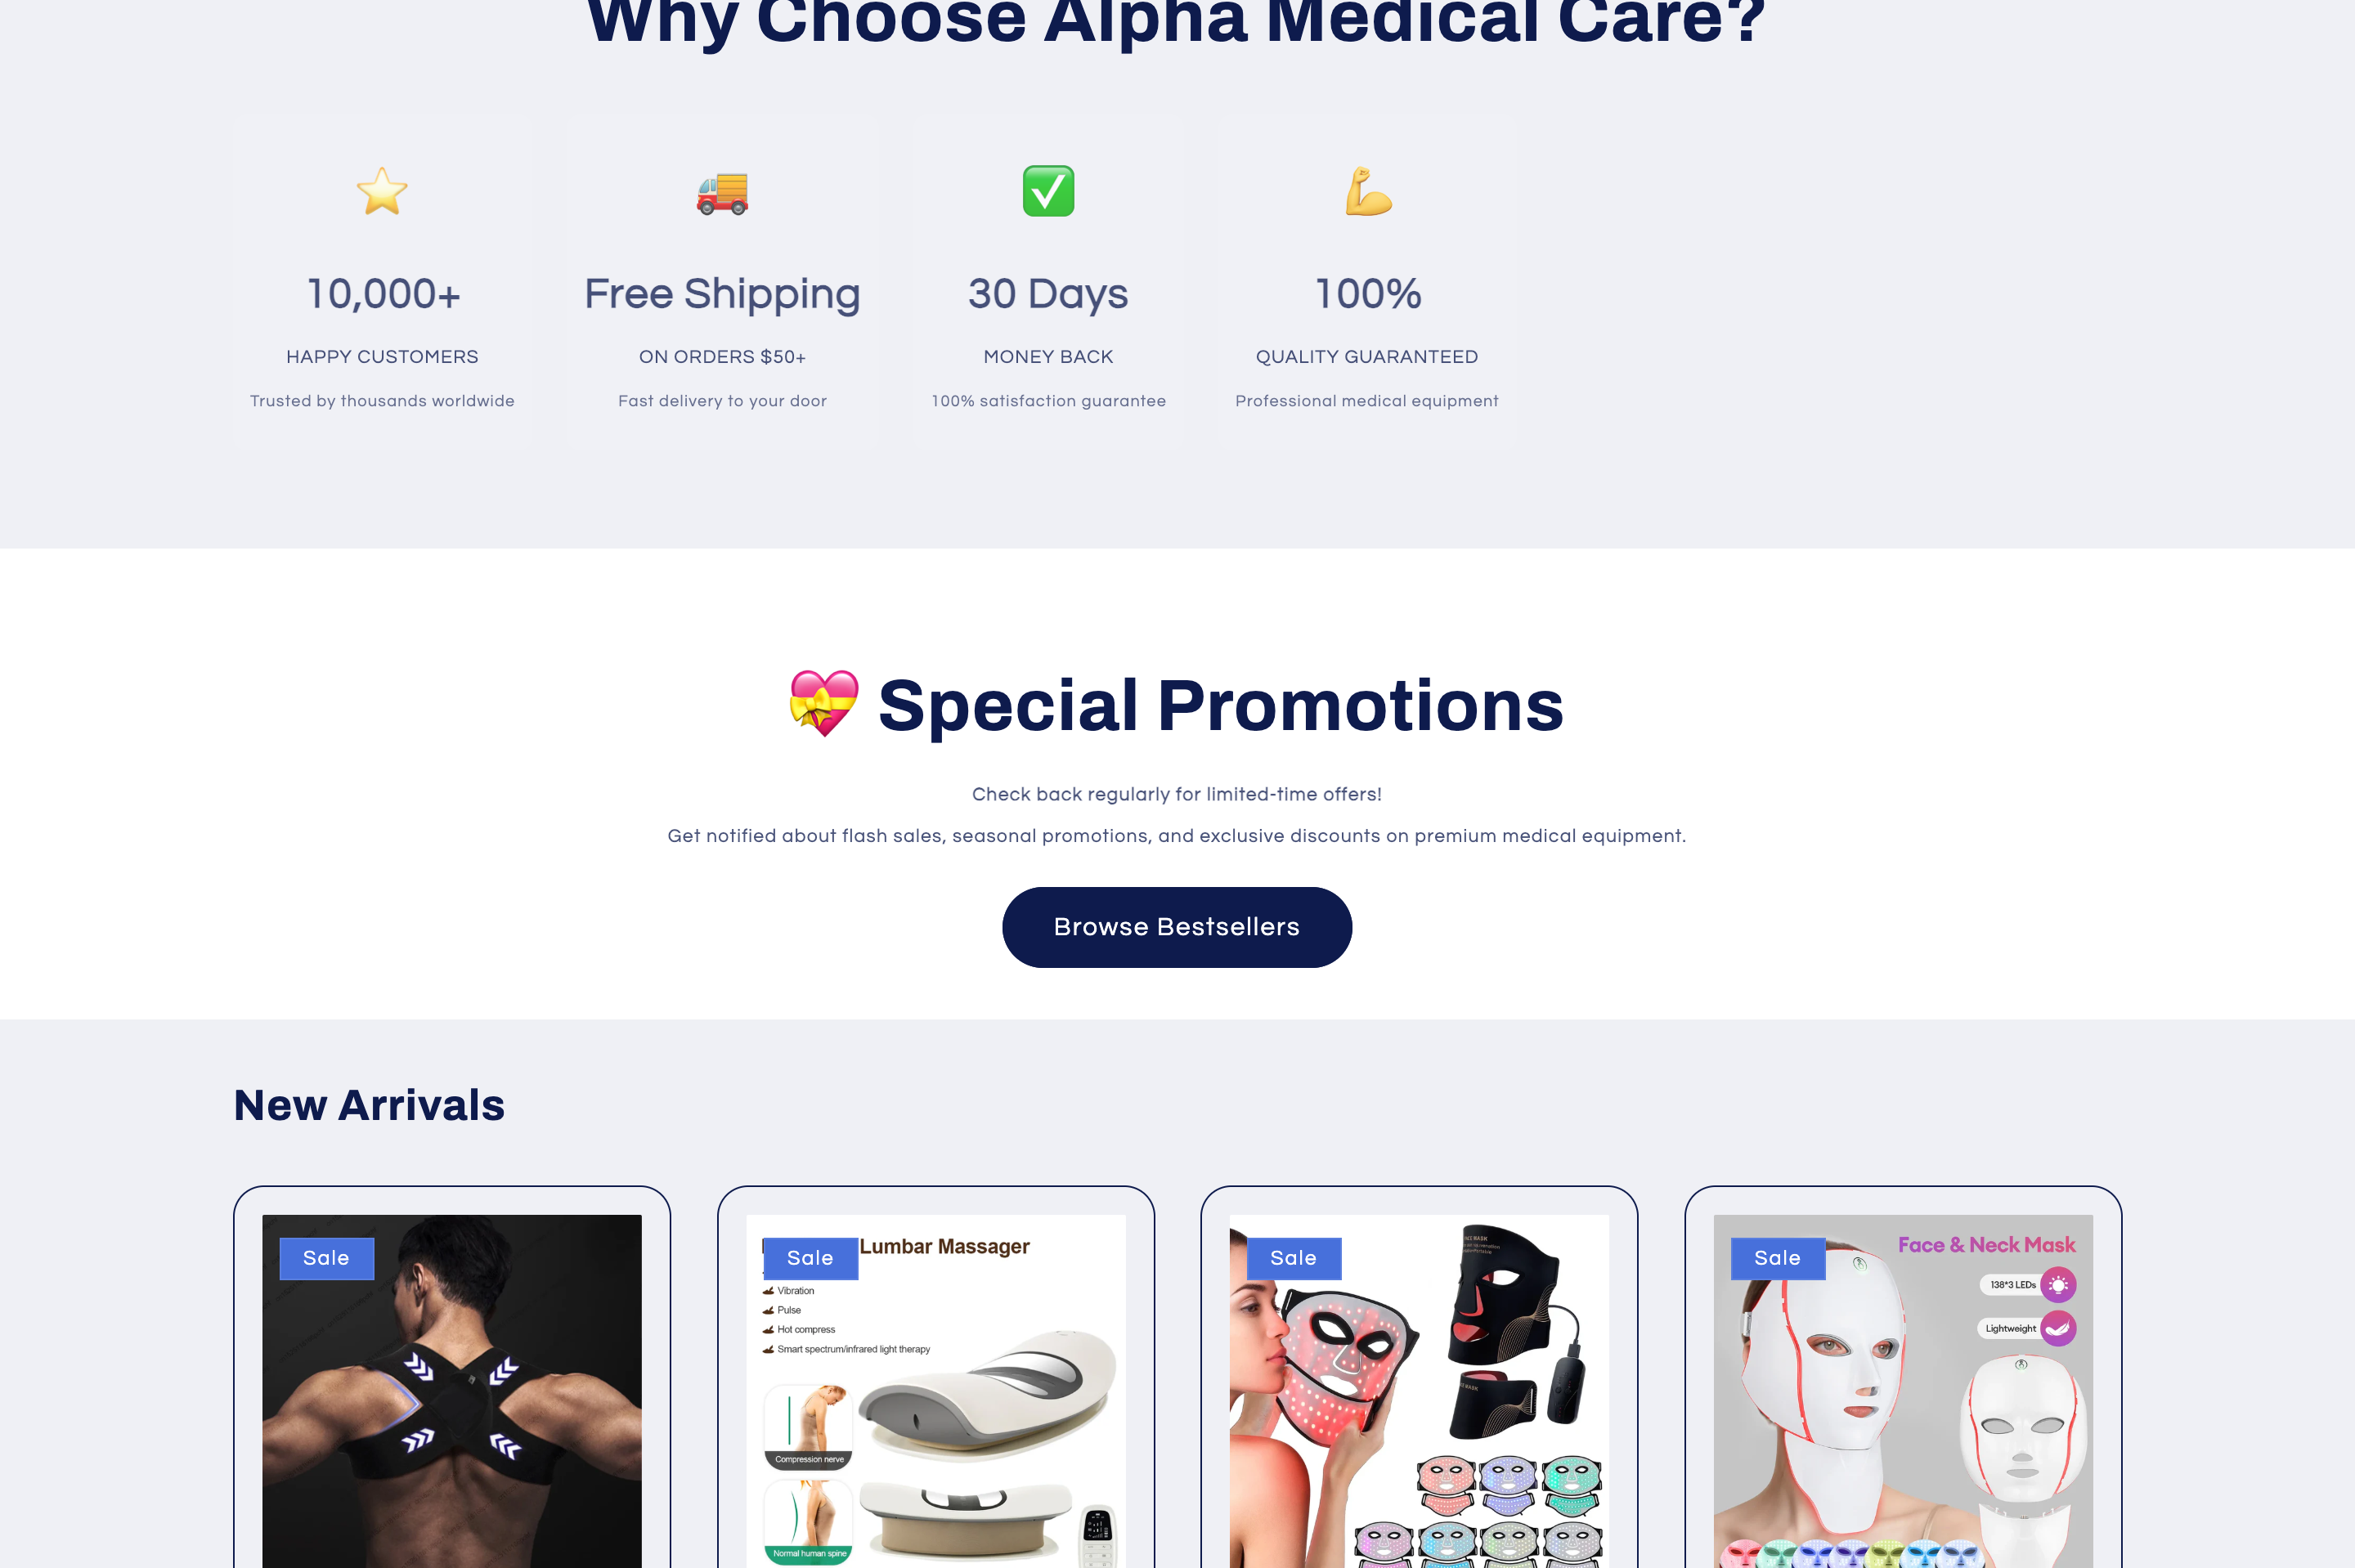 Why Choose Alpha Medical Care?
10,000+
HAPPY CUSTOMERS
Trusted by thousands worldwide
Free Shipping
ON ORDERS $50+
Fast delivery to your door
30 Days
MONEY BACK
100% satisfaction guarantee
100%
QUALITY GUARANTEED
Professional medical equipment
Special Promotions
Check back regularly for limited-time offers!
Get notified about flash sales, seasonal promotions, and exclusive discounts on premium medical equipment.
Browse Bestsellers
New Arrivals
Sale
Sale
Lumbar Massager
Vibration
Pulse
Hot compress
Smart spectrum/infrared light therapy
Compression nerve
Normal human spine
Sale
MASK
Sale
Face & Neck Mask
138*3 LEDs
Lightweight